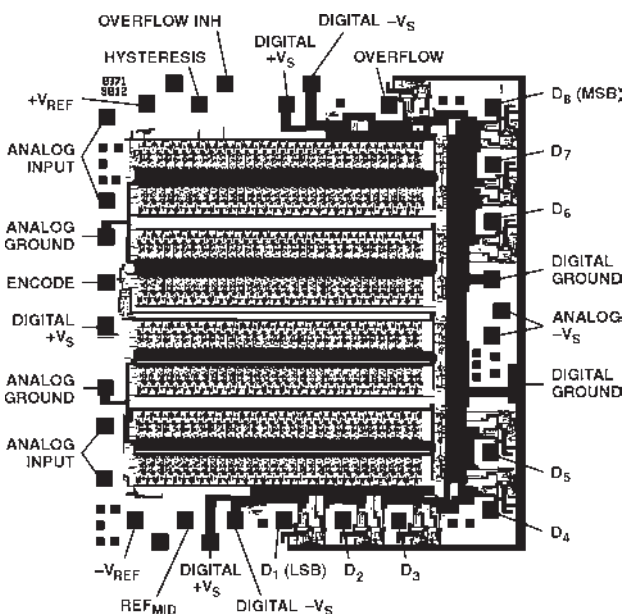 OVERFLOW INH
DIGITAL –VS
HYSTERESIS
DIGITAL
+VS
OVERFLOW
+VREF
D8 (MSB)
ANALOG
INPUT
D7
ANALOG
GROUND
D6
ENCODE
DIGITAL
GROUND
DIGITAL
+VS
ANALOG
–VS
ANALOG
GROUND
DIGITAL
GROUND
ANALOG
INPUT
D5
D4
–VREF
REFMID
DIGITAL
+VS
DIGITAL –VS
D1 (LSB)
D2
D3